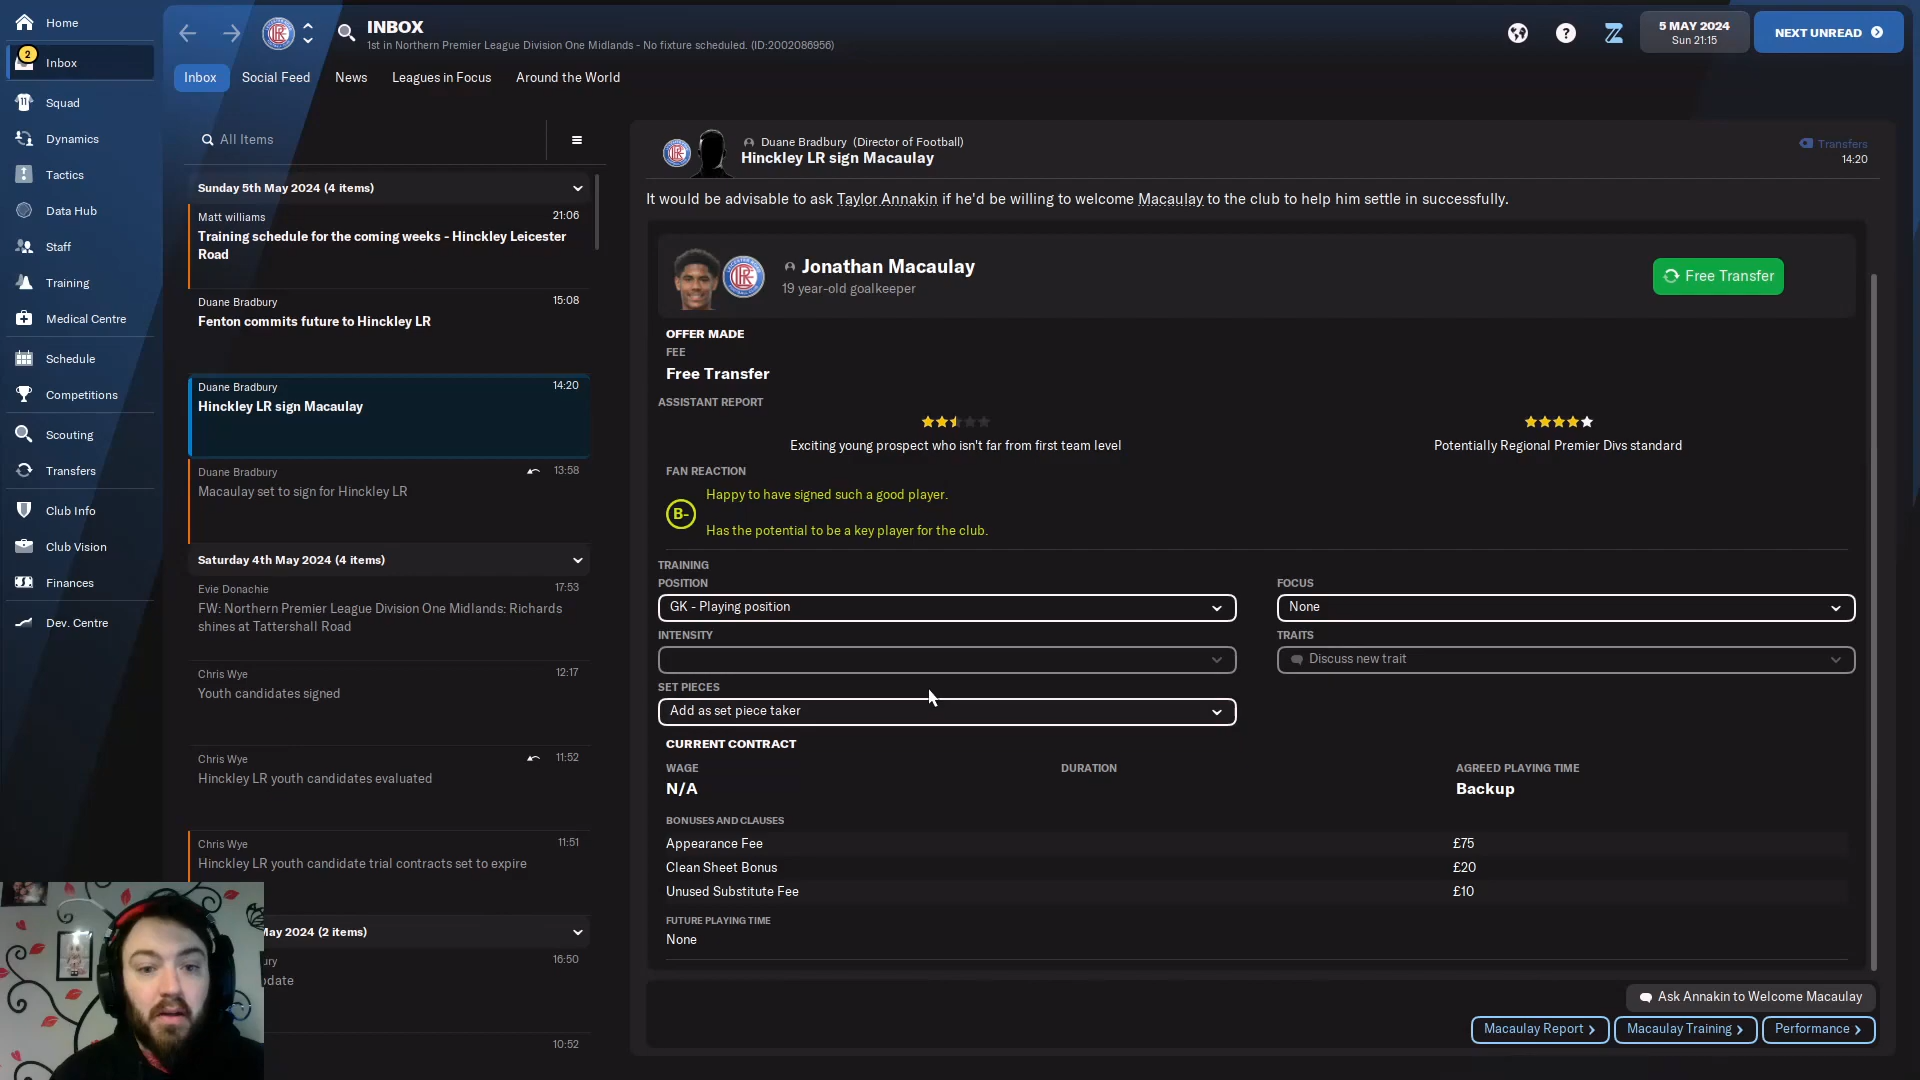 Home
INBOX
1st in Northern Premier League Division One Midlands - No fixture scheduled. (ID:2002086956)
5 MAY 2024
Sun 21:15
NEXT UNREAD
2
Inbox
Squad
Dynamics
Tactics
Data Hub
Staff
Training
Medical Centre
Schedule
Competitions
Scouting
Transfers
Club Info
Club Vision
Finances
Dev. Centre
Inbox
Social Feed
News
Leagues in Focus
Around the World
All Items
Sunday 5th May 2024 (4 items)
Matt williams
21:06
Training schedule for the coming weeks - Hinckley Leicester
Road
Duane Bradbury
15:08
Fenton commits future to Hinckley LR
Duane Bradbury
14:20
Hinckley LR sign Macaulay
Duane Bradbury
13:58
Macaulay set to sign for Hinckley LR
Saturday 4th May 2024 (4 items)
Evie Donachie
17:53
FW: Northern Premier League Division One Midlands: Richards
shines at Tattershall Road
Chris Wye
12:17
Youth candidates signed
Chris Wye
11:52
Hinckley LR youth candidates evaluated
Chris Wye
11:51
Hinckley LR youth candidate trial contracts set to expire
May 2024 (2 items)
ury
16:50
pdate
10:52
Duane Bradbury (Director of Football)
Hinckley LR sign Macaulay
Transfers
14:20
It would be advisable to ask Taylor Annakin if he'd be willing to welcome Macaulay to the club to help him settle in successfully.
Jonathan Macaulay
19 year-old goalkeeper
Free Transfer
OFFER MADE
FEE
Free Transfer
ASSISTANT REPORT
Exciting young prospect who isn't far from first team level
Potentially Regional Premier Divs standard
FAN REACTION
B-
Happy to have signed such a good player.
Has the potential to be a key player for the club.
TRAINING
POSITION
FOCUS
GK - Playing position
None
INTENSITY
TRAITS
Discuss new trait
SET PIECES
Add as set piece taker
CURRENT CONTRACT
WAGE
DURATION
AGREED PLAYING TIME
N/A
Backup
BONUSES AND CLAUSES
Appearance Fee
£75
Clean Sheet Bonus
£20
Unused Substitute Fee
£10
FUTURE PLAYING TIME
None
Ask Annakin to Welcome Macaulay
Macaulay Report
Macaulay Training
Performance